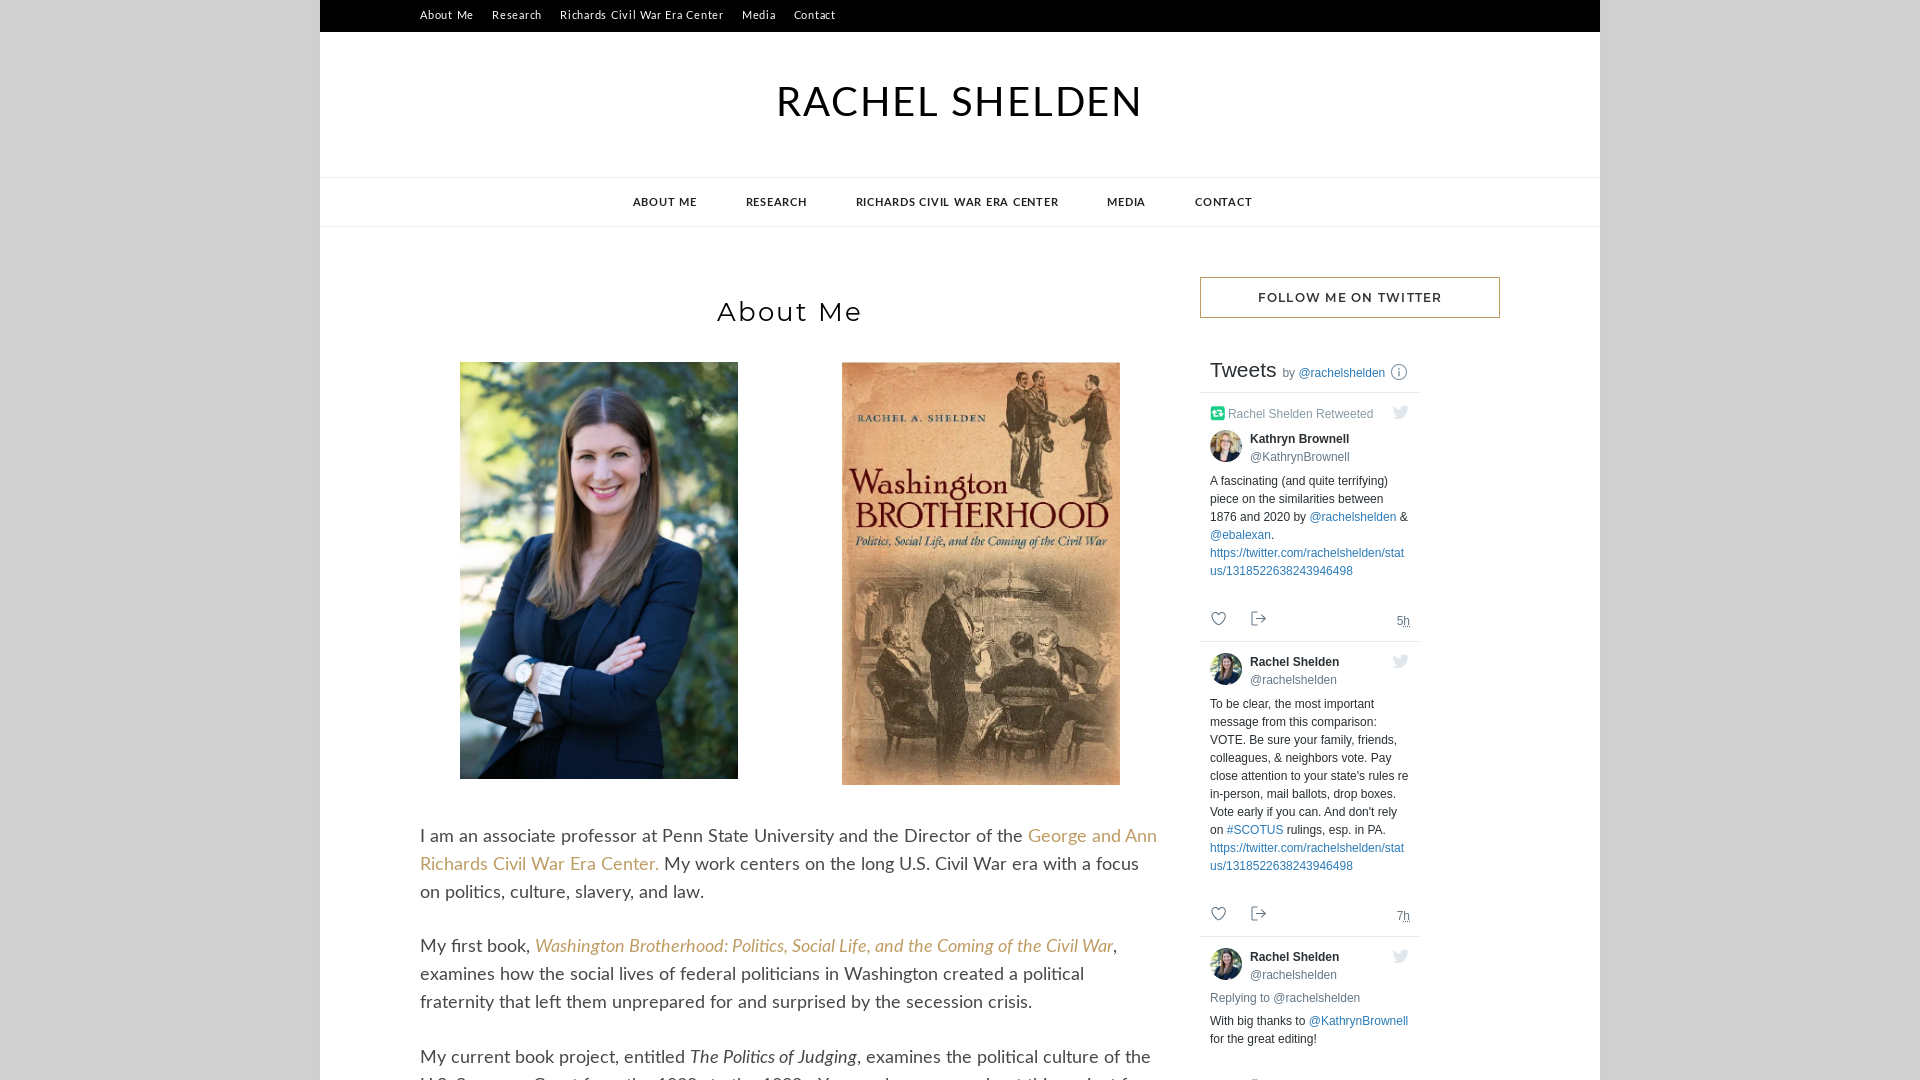 About Me Research Richards Civil War Era Center Media Contact
RACHEL SHELDEN
ABOUT ME RESEARCH RICHARDS CIVIL WAR ERA CENTER MEDIA CONTACT
About Me
RACHEL A. SHELDEN
Washington
BROTHERHOOD
Politics, Social Life, and the Coming of the Civil War
I am an associate professor at Penn State University and the Director of the George and Ann
Richards Civil War Era Center. My work centers on the long U.S. Civil War era with a focus
on politics, culture, slavery, and law.
My first book, Washington Brotherhood: Politics, Social Life, and the Coming of the Civil War,
examines how the social lives of federal politicians in Washington created a political
fraternity that left them unprepared for and surprised by the secession crisis.
My current book project, entitled The Politics of Judging, examines the political culture of the
FOLLOW ME ON TWITTER
Tweets by @rachelshelden
Rachel Shelden Retweeted
Kathryn Brownell
@KathrynBrownell
A fascinating (and quite terrifying)
piece on the similarities between
1876 and 2020 by @rachelshelden &
@ebalexan.
https://twitter.com/rachelshelden/stat
us/1318522638243946498
5h
Rachel Shelden
@rachelshelden
To be clear, the most important
message from this comparison:
VOTE. Be sure your family, friends,
colleagues, & neighbors vote. Pay
close attention to your state's rules re
in-person, mail ballots, drop boxes.
Vote early if you can. And don't rely
on #SCOTUS rulings, esp. in PA.
https://twitter.com/rachelshelden/stat
us/1318522638243946498
7h
Rachel Shelden
@rachelshelden
Replying to @rachelshelden
With big thanks to @KathrynBrownell
for the great editing!